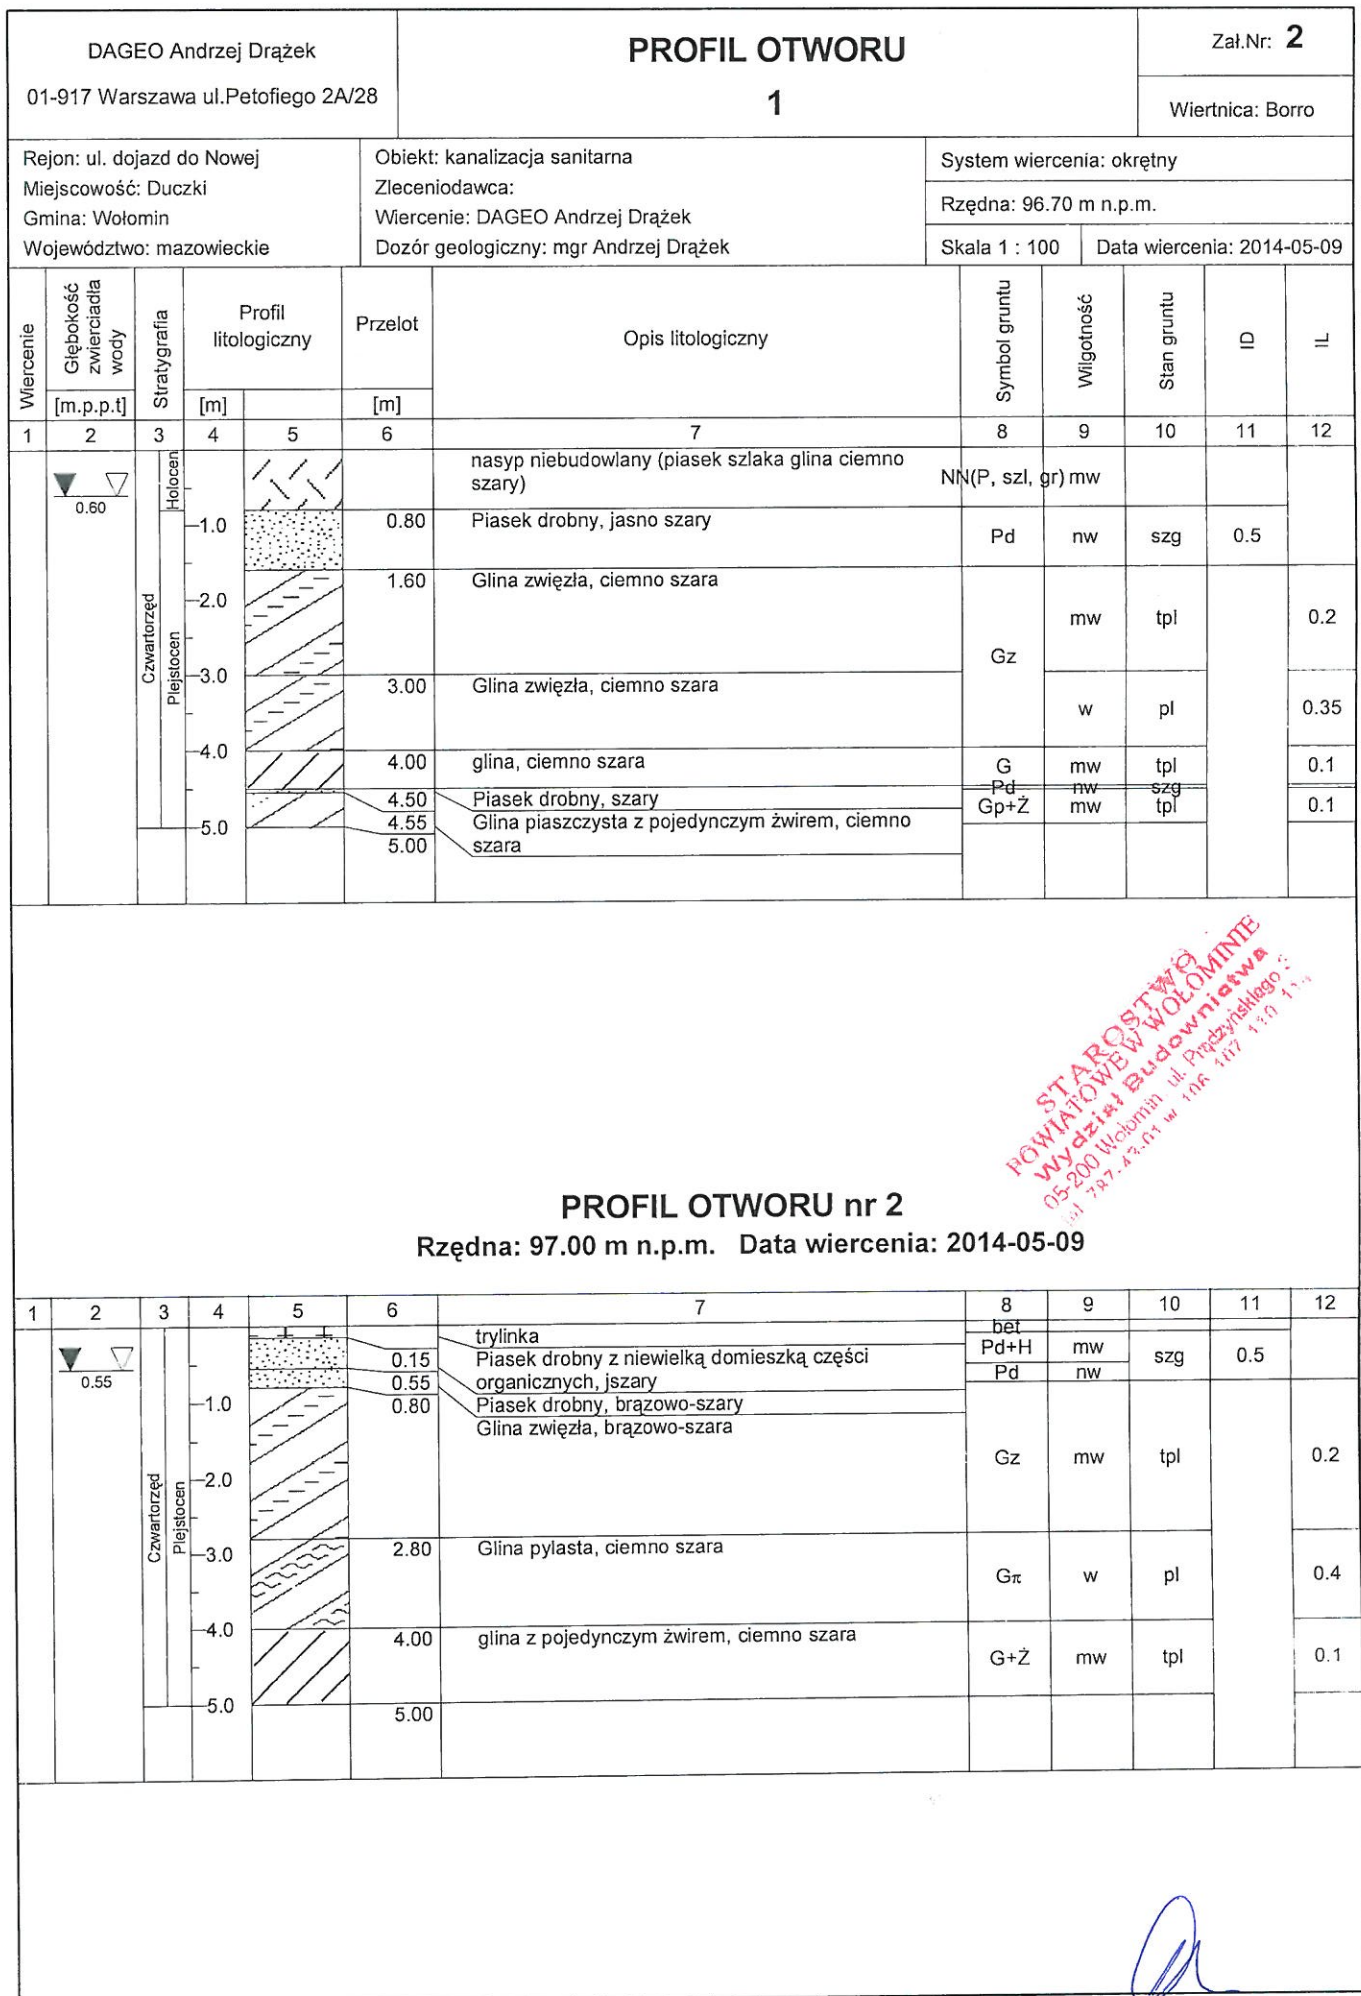 DAGEO Andrzej Drążek
01-917 Warszawa ul.Petofiego 2A/28
PROFIL OTWORU
1
Zał.Nr: 2
Wiertnica: Borro
Rejon: ul. dojazd do Nowej
Miejscowość: Duczki
Gmina: Wołomin
Województwo: mazowieckie
Obiekt: kanalizacja sanitarna
Zleceniodawca:
Wiercenie: DAGEO Andrzej Drążek
Dozór geologiczny: mgr Andrzej Drążek
System wiercenia: okrętny
Rzędna: 96.70 m n.p.m.
Skala 1 : 100
Data wiercenia: 2014-05-09
Wiercenie
Głębokość zwierciadła wody
[m.p.p.t]
Stratygrafia
Profil litologiczny
[m]
Przelot
[m]
Opis litologiczny
Symbol gruntu
Wilgotność
Stan gruntu
ID
IL
1 2 3 4 5 6 7 8 9 10 11 12
0.60
Holocen
Czwartorzęd
Plejstocen
nasyp niebudowlany (piasek szlaka glina ciemno
szary)
NN(P, szl, gr) mw
-1.0 0.80 Piasek drobny, jasno szary Pd nw szg 0.5
1.60 Glina zwięzła, ciemno szara
-2.0 mw tpl 0.2
Gz
-3.0 3.00 Glina zwięzła, ciemno szara
w pl 0.35
-4.0 4.00 glina, ciemno szara G mw tpl 0.1
4.50 Piasek drobny, szary Pd nw szg
4.55 Glina piaszczysta z pojedynczym żwirem, ciemno Gp+Ż mw tpl 0.1
-5.0 5.00 szara
STAROSTWO
POWIATOWE W WOŁOMINIE
Wydział Budownictwa
05-200 Wołomin ul. Prądzyńskiego
787-43-01 w 106 107 110
PROFIL OTWORU nr 2
Rzędna: 97.00 m n.p.m. Data wiercenia: 2014-05-09
1 2 3 4 5 6 7 8 9 10 11 12
0.55
Czwartorzęd
Plejstocen
trylinka bet
0.15 Piasek drobny z niewielką domieszką części Pd+H mw szg 0.5
0.55 organicznych, jszary Pd nw
-1.0 0.80 Piasek drobny, brązowo-szary
Glina zwięzła, brązowo-szara
Gz mw tpl 0.2
-2.0
2.80 Glina pylasta, ciemno szara
-3.0 Gπ w pl 0.4
-4.0 4.00 glina z pojedynczym żwirem, ciemno szara G+Ż mw tpl 0.1
-5.0 5.00